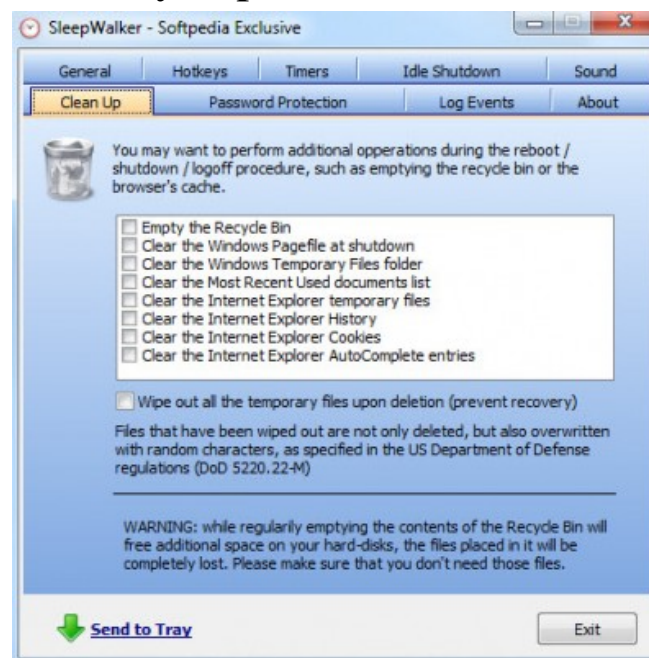 SleepWalker - Softpedia Exclusive
General Hotkeys Timers Idle Shutdown Sound
Clean Up Password Protection Log Events About
You may want to perform additional opperations during the reboot /
shutdown / logoff procedure, such as emptying the recycle bin or the
browser's cache.
Empty the Recycle Bin
Clear the Windows Pagefile at shutdown
Clear the Windows Temporary Files folder
Clear the Most Recent Used documents list
Clear the Internet Explorer temporary files
Clear the Internet Explorer History
Clear the Internet Explorer Cookies
Clear the Internet Explorer AutoComplete entries
Wipe out all the temporary files upon deletion (prevent recovery)
Files that have been wiped out are not only deleted, but also overwritten
with random characters, as specified in the US Department of Defense
regulations (DoD 5220.22-M)
WARNING: while regularily emptying the contents of the Recycle Bin will
free additional space on your hard-disks, the files placed in it will be
completely lost. Please make sure that you don't need those files.
Send to Tray Exit